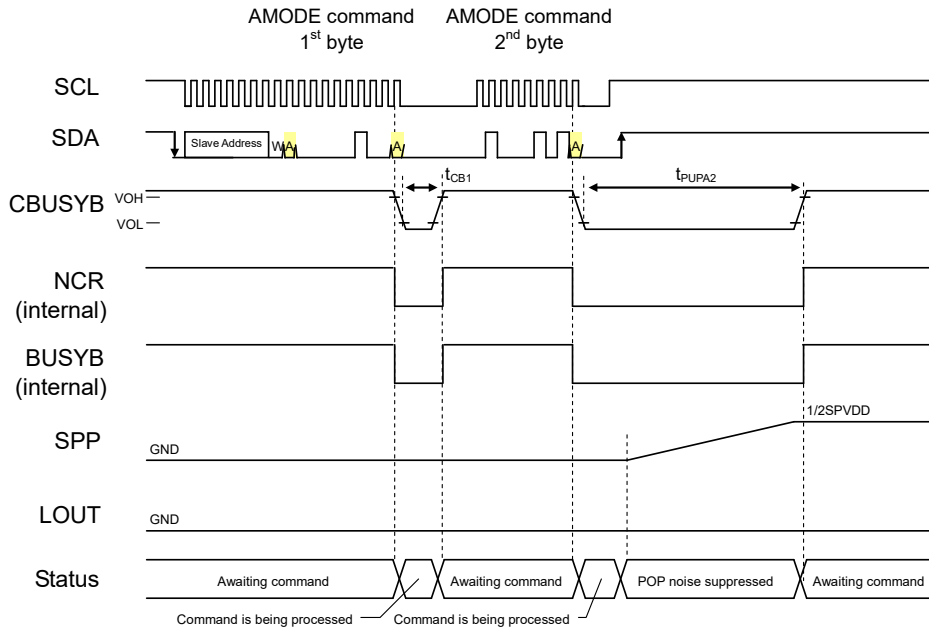 AMODE command
1st byte
AMODE command
2nd byte
SCL
SDA
Slave Address
W
A
A
A
tCB1
tPUPA2
CBUSYB
VOH
VOL
NCR
(internal)
BUSYB
(internal)
1/2SPVDD
SPP
GND
LOUT
GND
Status
Awaiting command
Awaiting command
POP noise suppressed
Awaiting command
Command is being processed
Command is being processed